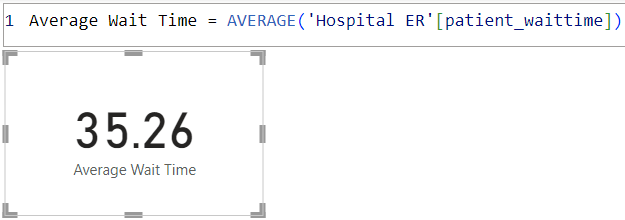 1 Average Wait Time = AVERAGE('Hospital ER'[patient_waittime])
35.26
Average Wait Time